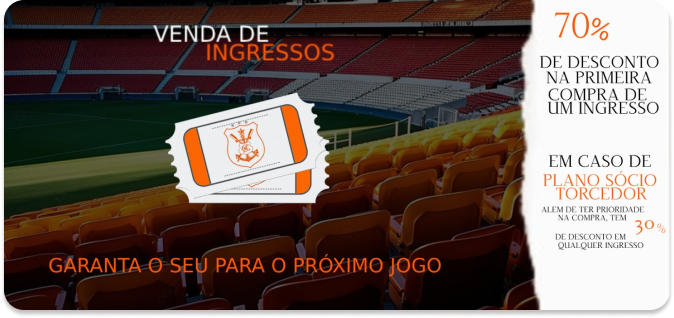 VENDA DE
INGRESSOS
GARANTA O SEU PARA O PRÓXIMO JOGO
70%
DE DESCONTO
NA PRIMEIRA
COMPRA DE
UM INGRESSO
EM CASO DE
PLANO SÓCIO
TORCEDOR
ALEM DE TER PRIORIDADE
NA COMPRA, TEM
30%
DE DESCONTO EM
QUALQUER INGRESSO